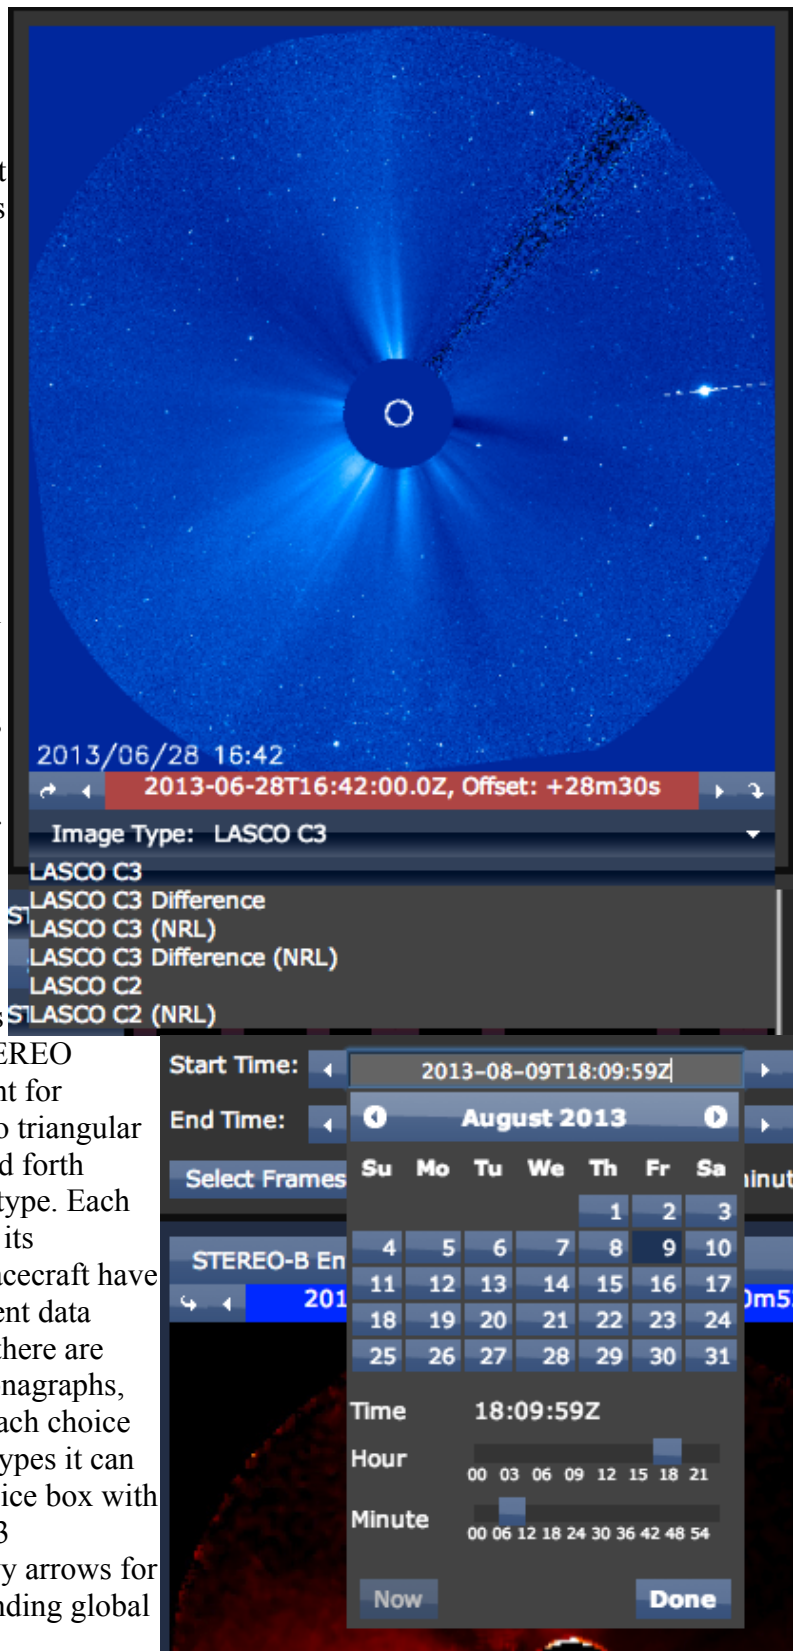 t
s
2013/06/28 16:42
2013-06-28T16:42:00.0Z, Offset: +28m30s
Image Type: LASCO C3
LASCO C3
LASCO C3 Difference
LASCO C3 (NRL)
LASCO C3 Difference (NRL)
LASCO C2
LASCO C2 (NRL)
s
EREO
nt for
o triangular
d forth
type. Each
its
acecraft have
ent data
there are
onagraphs,
ach choice
ypes it can
ice box with
3
y arrows for
nding global
Start Time: 2013-08-09T18:09:59Z
End Time:
August 2013
Select Frames
inut
Su Mo Tu We Th Fr Sa
1 2 3
4 5 6 7 8 9 10
11 12 13 14 15 16 17
18 19 20 21 22 23 24
25 26 27 28 29 30 31
STEREO-B En
201
0m5
Time 18:09:59Z
Hour
00 03 06 09 12 15 18 21
Minute
00 06 12 18 24 30 36 42 48 54
Now Done